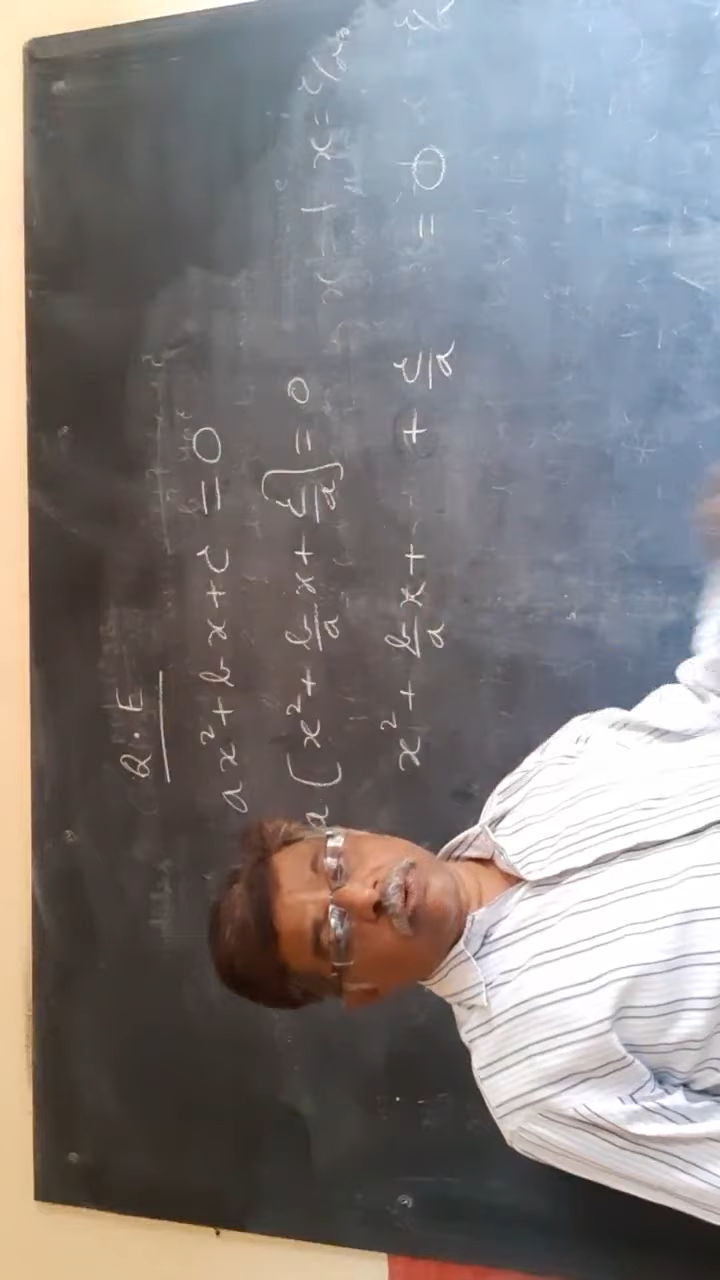 Q.E
ax² + bx + c = 0
a(x² + b/a x + c/a) = 0
x² + b/a x + - + c/a = 0